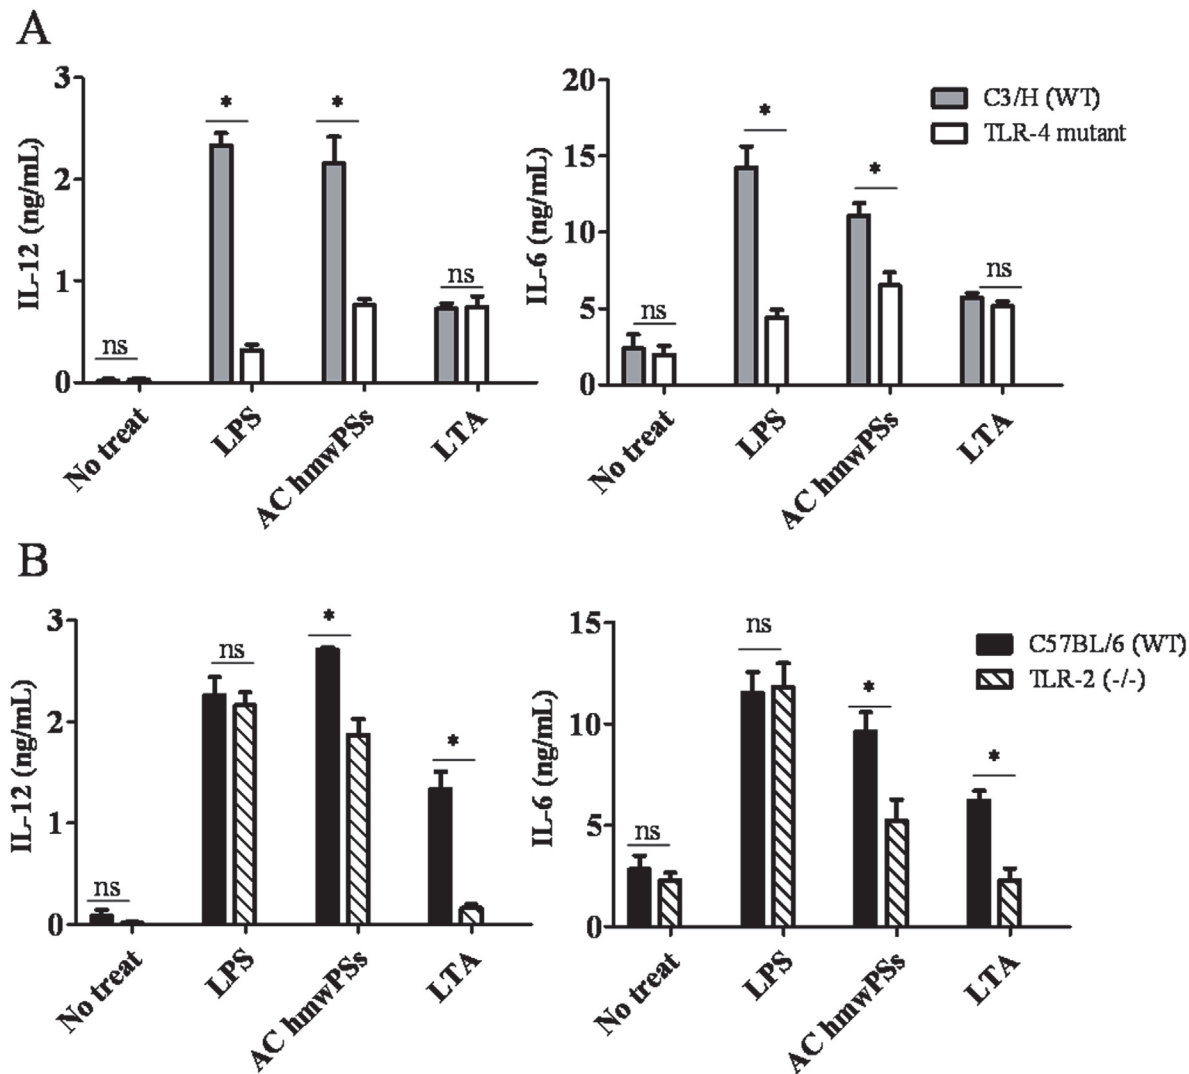 A
IL-12 (ng/mL)
3
2
1
0
*
*
ns
ns
No treat
LPS
AC hmwPSs
LTA
IL-6 (ng/mL)
20
15
10
5
0
*
*
ns
ns
No treat
LPS
AC hmwPSs
LTA
C3/H (WT)
TLR-4 mutant
B
IL-12 (ng/mL)
3
2
1
0
ns
ns
*
*
No treat
LPS
AC hmwPSs
LTA
IL-6 (ng/mL)
15
10
5
0
ns
ns
*
*
No treat
LPS
AC hmwPSs
LTA
C57BL/6 (WT)
TLR-2 (-/-)